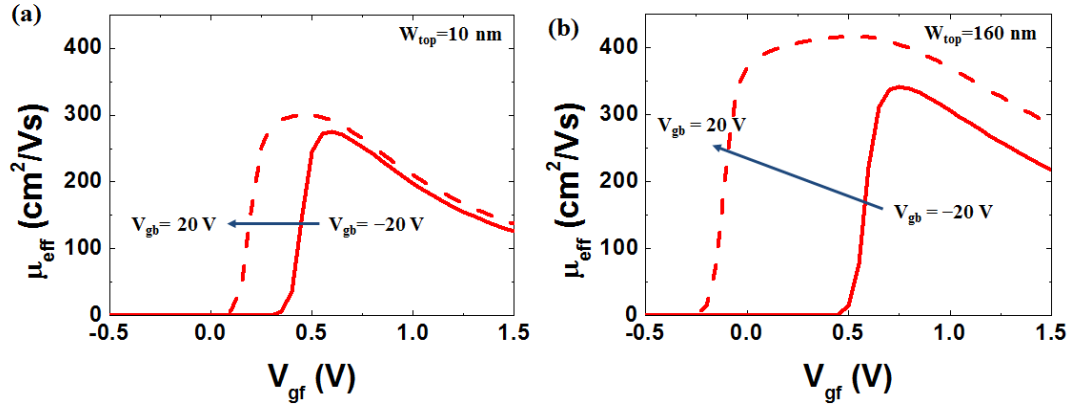 (a)
W_top=10 nm
μ_eff (cm²/Vs)
400
300
200
100
0
V_gb= 20 V
V_gb= −20 V
-0.5 0.0 0.5 1.0 1.5
V_gf (V)
(b)
W_top=160 nm
μ_eff (cm²/Vs)
400
300
200
100
0
V_gb = 20 V
V_gb = −20 V
-0.5 0.0 0.5 1.0 1.5
V_gf (V)